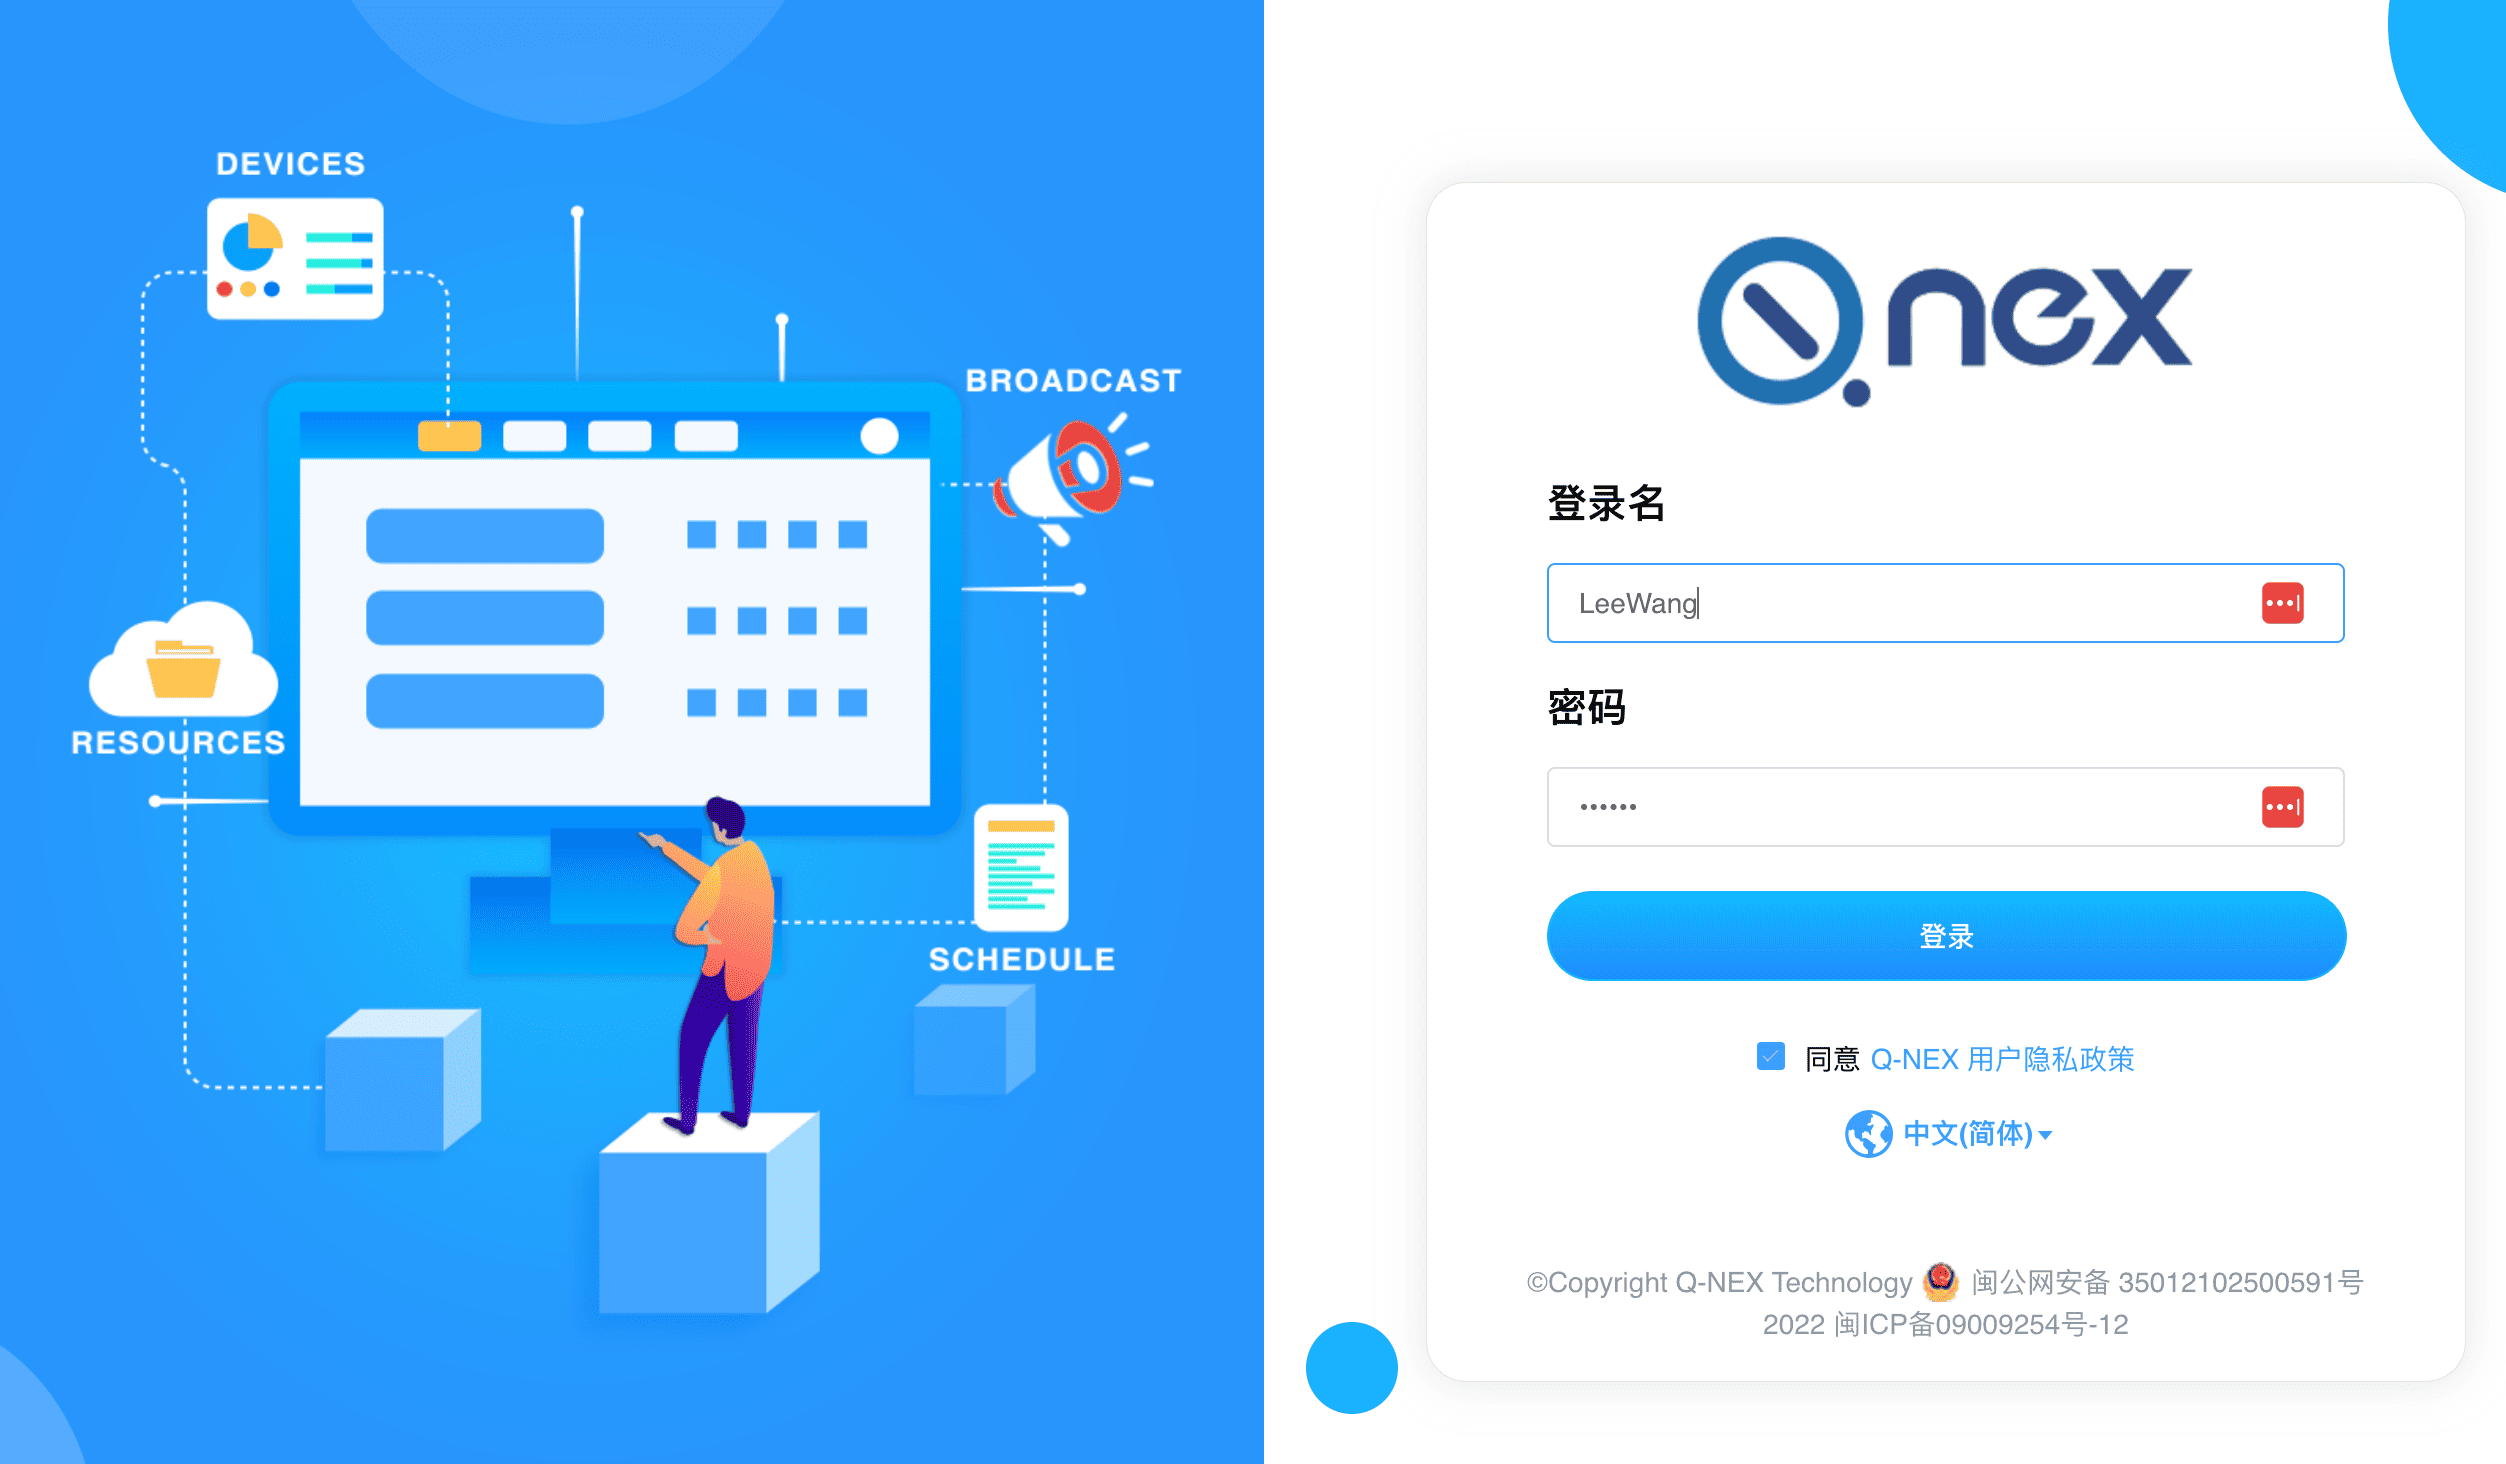 DEVICES
BROADCAST
RESOURCES
SCHEDULE
Qnex
登录名
LeeWang
密码
••••••
登录
同意 Q-NEX 用户隐私政策
中文(简体)
©Copyright Q-NEX Technology 闽公网安备 35012102500591号
2022 闽ICP备09009254号-12